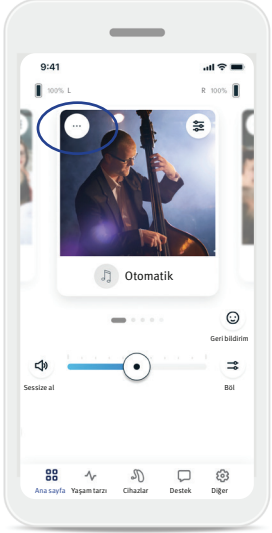 9:41
100% L
R 100%
Otomatik
Geri bildirim
Sessize al
Böl
Ana sayfa
Yaşam tarzı
Cihazlar
Destek
Diğer